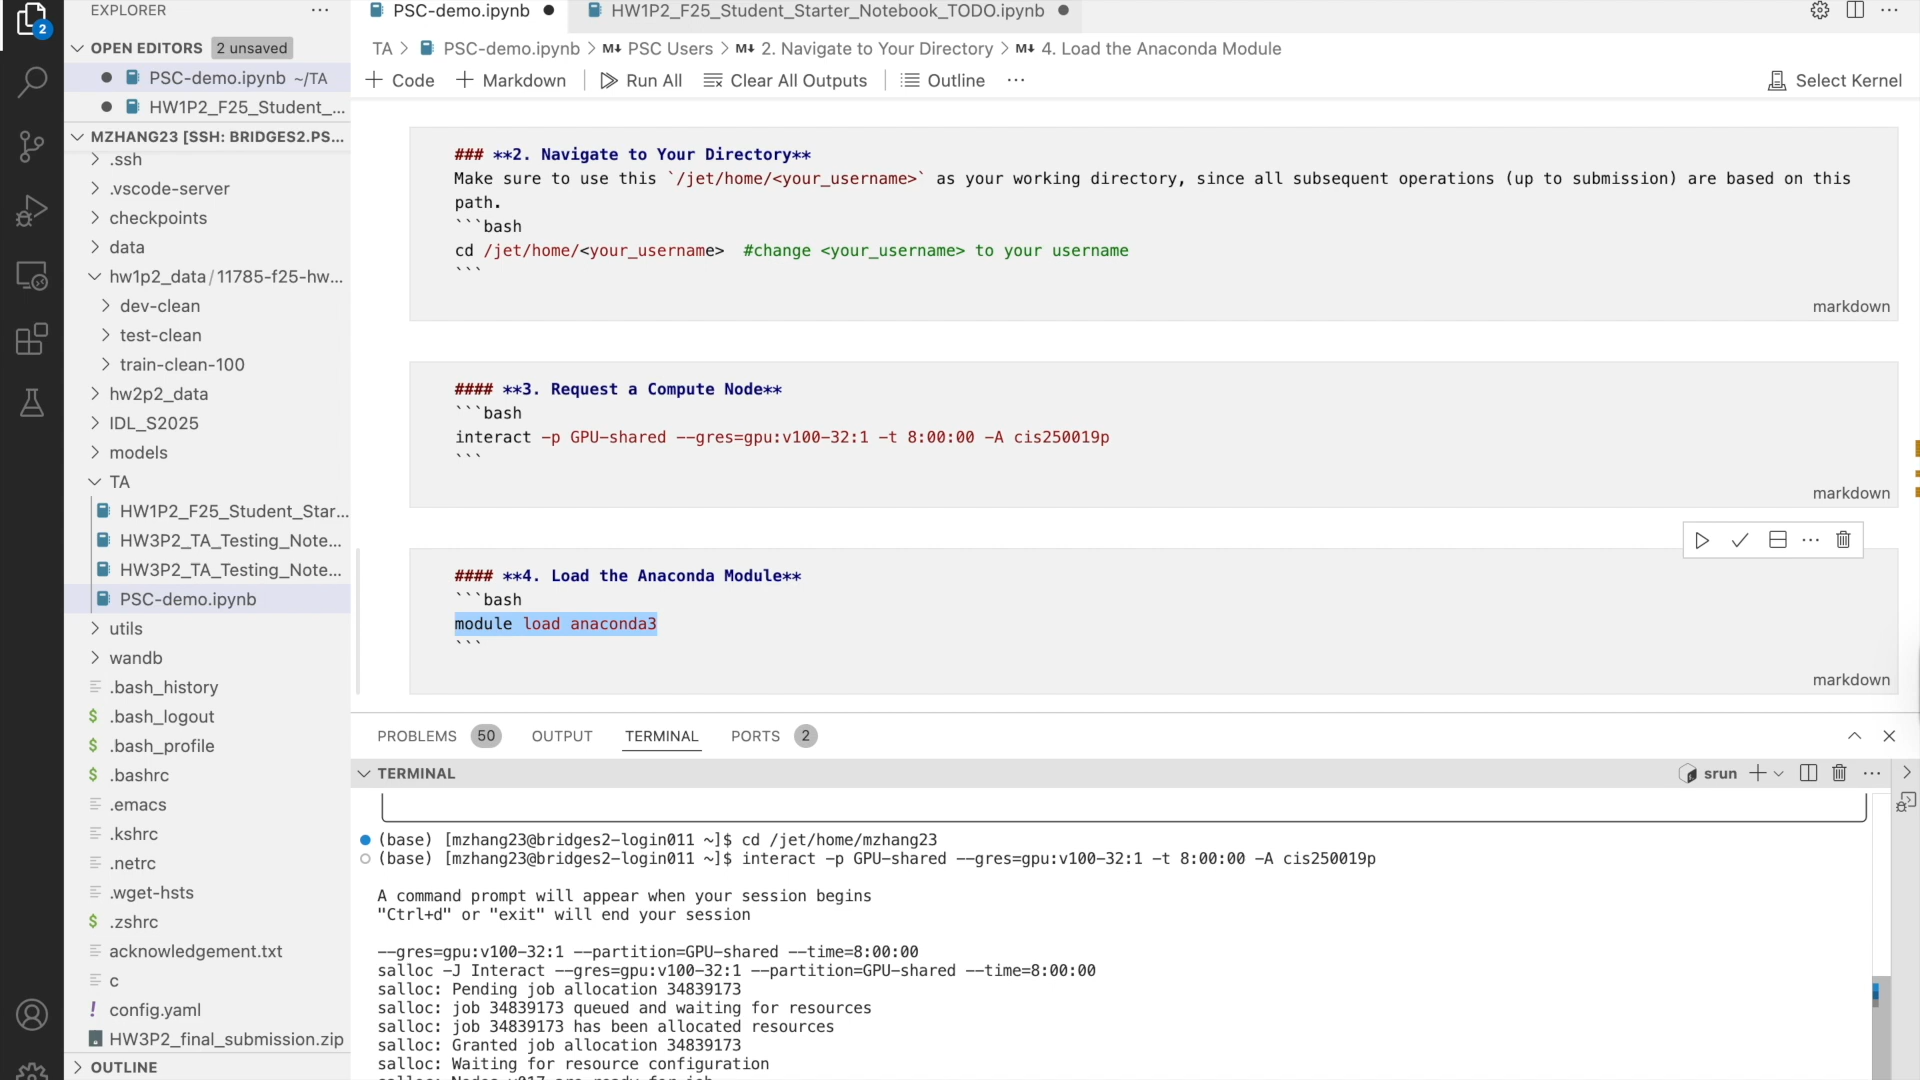 2
EXPLORER ···
OPEN EDITORS 2 unsaved
PSC-demo.ipynb ~/TA
HW1P2_F25_Student_...
MZHANG23 [SSH: BRIDGES2.PS...
.ssh
.vscode-server
checkpoints
data
hw1p2_data/11785-f25-hw...
dev-clean
test-clean
train-clean-100
hw2p2_data
IDL_S2025
models
TA
HW1P2_F25_Student_Star...
HW3P2_TA_Testing_Note...
HW3P2_TA_Testing_Note...
PSC-demo.ipynb
utils
wandb
.bash_history
$ .bash_logout
$ .bash_profile
$ .bashrc
.emacs
.kshrc
.netrc
.wget-hsts
$ .zshrc
acknowledgement.txt
c
! config.yaml
HW3P2_final_submission.zip
OUTLINE
PSC-demo.ipynb ● HW1P2_F25_Student_Starter_Notebook_TODO.ipynb ●
TA > PSC-demo.ipynb > M↓ PSC Users > M↓ 2. Navigate to Your Directory > M↓ 4. Load the Anaconda Module
+ Code + Markdown Run All Clear All Outputs Outline ··· Select Kernel
### **2. Navigate to Your Directory**
Make sure to use this `/jet/home/<your_username>` as your working directory, since all subsequent operations (up to submission) are based on this
path.
```bash
cd /jet/home/<your_username> #change <your_username> to your username
```
markdown
#### **3. Request a Compute Node**
```bash
interact -p GPU-shared --gres=gpu:v100-32:1 -t 8:00:00 -A cis250019p
```
markdown
#### **4. Load the Anaconda Module**
```bash
module load anaconda3
```
markdown
PROBLEMS 50 OUTPUT TERMINAL PORTS 2
TERMINAL srun
(base) [mzhang23@bridges2-login011 ~]$ cd /jet/home/mzhang23
(base) [mzhang23@bridges2-login011 ~]$ interact -p GPU-shared --gres=gpu:v100-32:1 -t 8:00:00 -A cis250019p
A command prompt will appear when your session begins
"Ctrl+d" or "exit" will end your session
--gres=gpu:v100-32:1 --partition=GPU-shared --time=8:00:00
salloc -J Interact --gres=gpu:v100-32:1 --partition=GPU-shared --time=8:00:00
salloc: Pending job allocation 34839173
salloc: job 34839173 queued and waiting for resources
salloc: job 34839173 has been allocated resources
salloc: Granted job allocation 34839173
salloc: Waiting for resource configuration